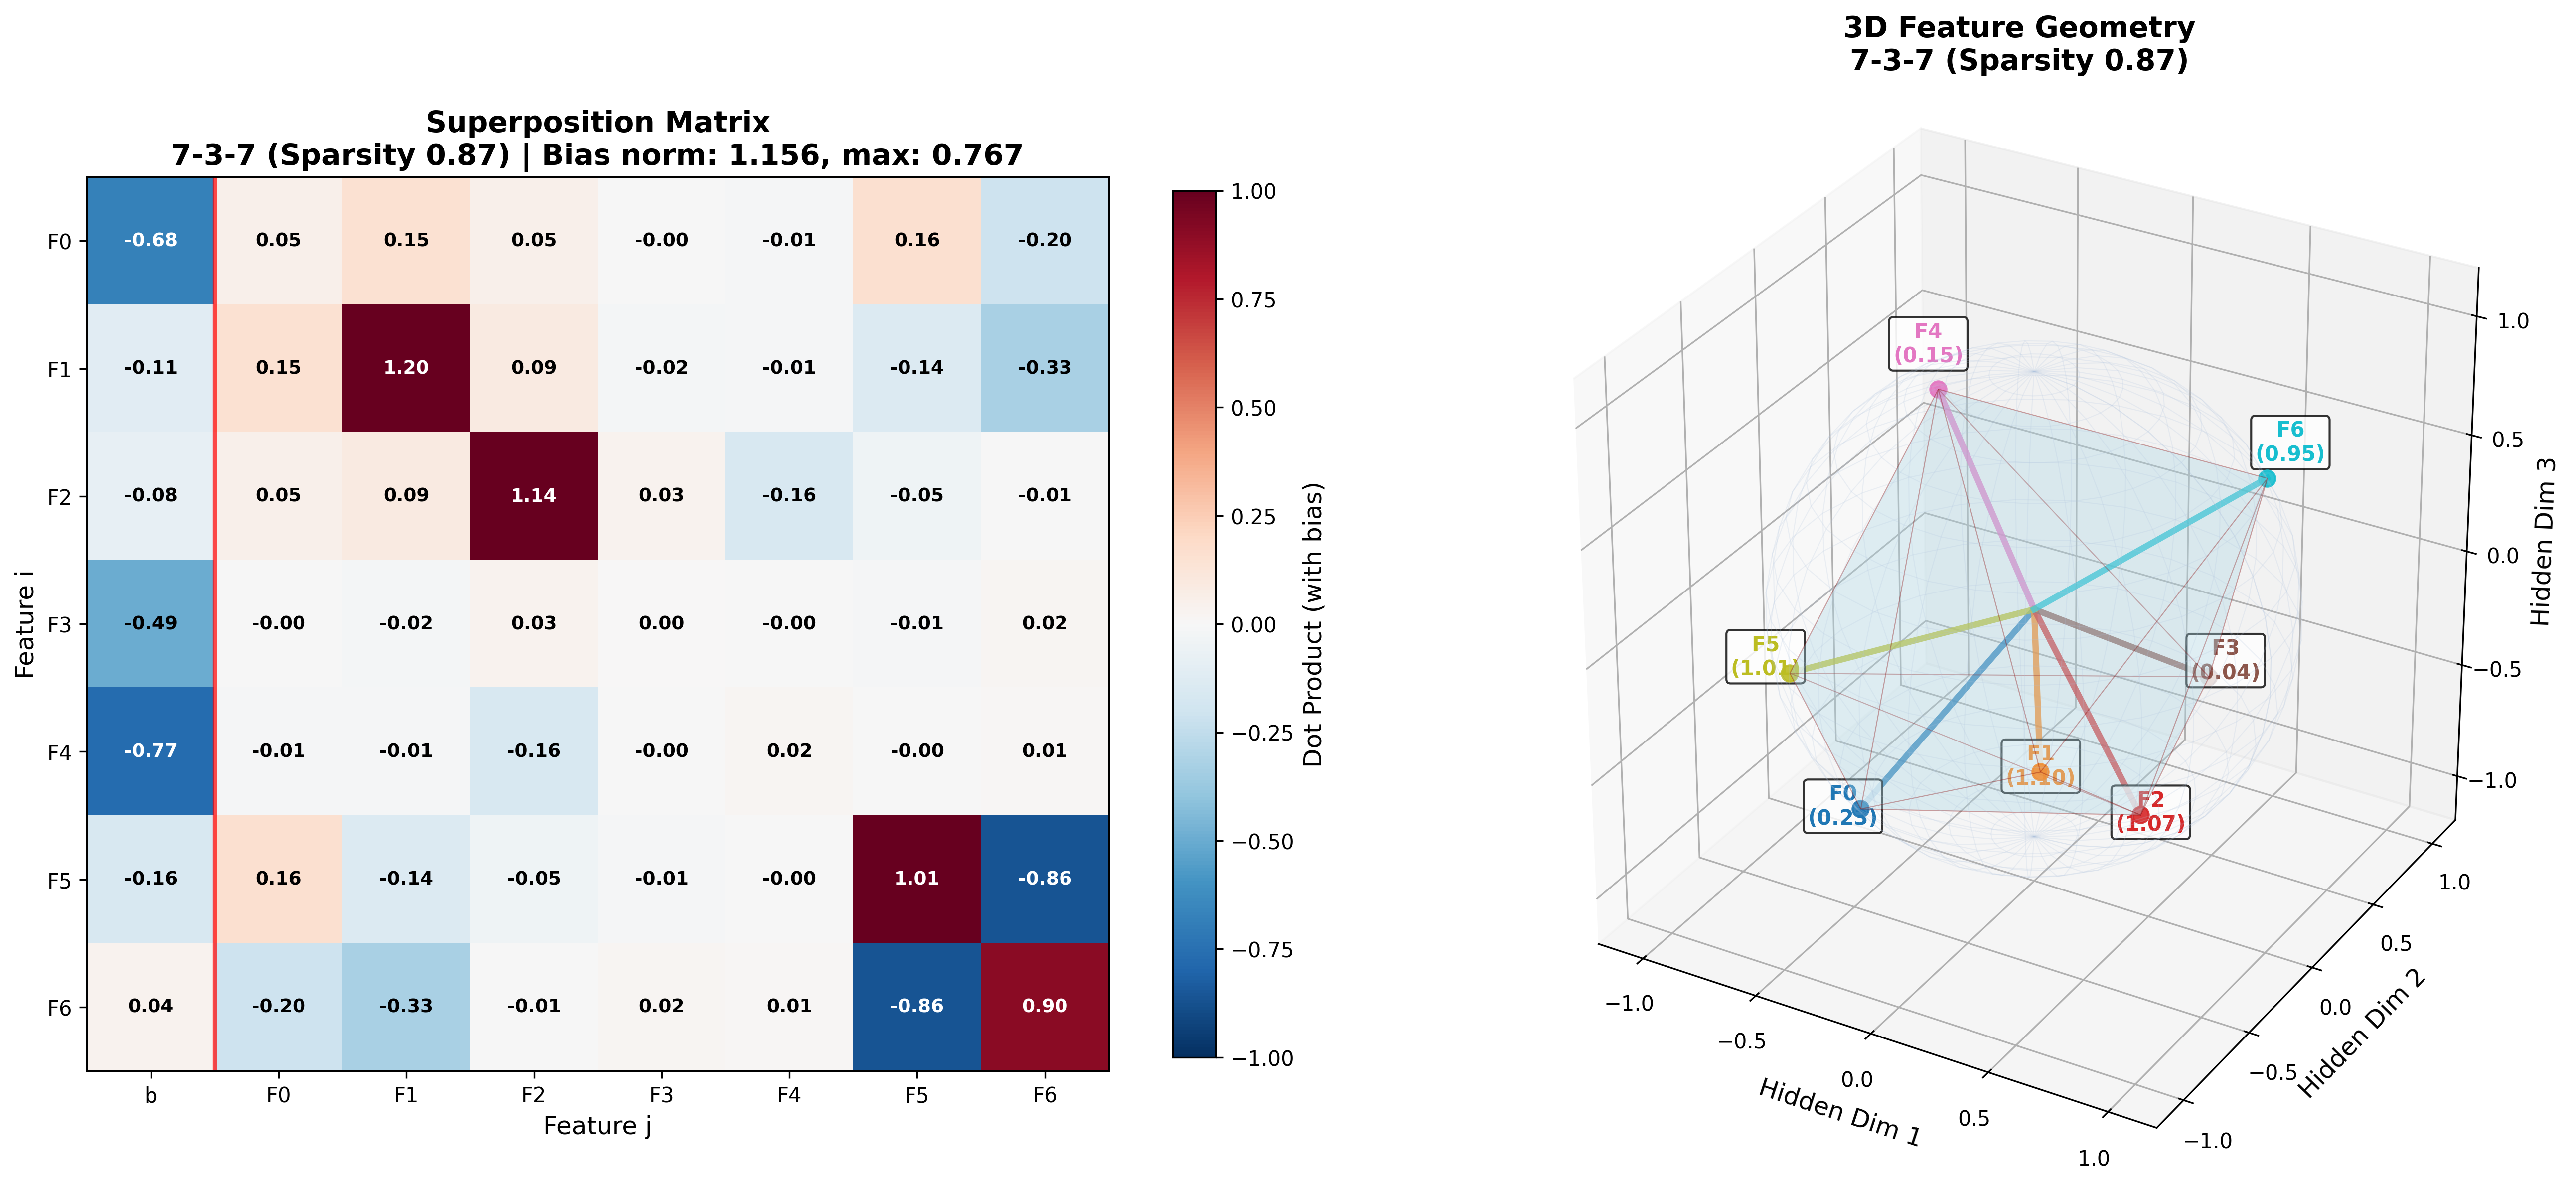 Superposition Matrix
7-3-7 (Sparsity 0.87) | Bias norm: 1.156, max: 0.767
F0 -0.68 0.05 0.15 0.05 -0.00 -0.01 0.16 -0.20
F1 -0.11 0.15 1.20 0.09 -0.02 -0.01 -0.14 -0.33
F2 -0.08 0.05 0.09 1.14 0.03 -0.16 -0.05 -0.01
F3 -0.49 -0.00 -0.02 0.03 0.00 -0.00 -0.01 0.02
F4 -0.77 -0.01 -0.01 -0.16 -0.00 0.02 -0.00 0.01
F5 -0.16 0.16 -0.14 -0.05 -0.01 -0.00 1.01 -0.86
F6 0.04 -0.20 -0.33 -0.01 0.02 0.01 -0.86 0.90
b F0 F1 F2 F3 F4 F5 F6
Feature j
Feature i
1.00
0.75
0.50
0.25
0.00
−0.25
−0.50
−0.75
−1.00
Dot Product (with bias)
3D Feature Geometry
7-3-7 (Sparsity 0.87)
F4
(0.15)
F6
(0.95)
F5
(1.01)
F3
(0.04)
F1
(1.10)
F0
(0.23)
F2
(1.07)
1.0
0.5
0.0
−0.5
−1.0
Hidden Dim 3
−1.0
−0.5
0.0
0.5
1.0
Hidden Dim 1
1.0
0.5
0.0
−0.5
−1.0
Hidden Dim 2